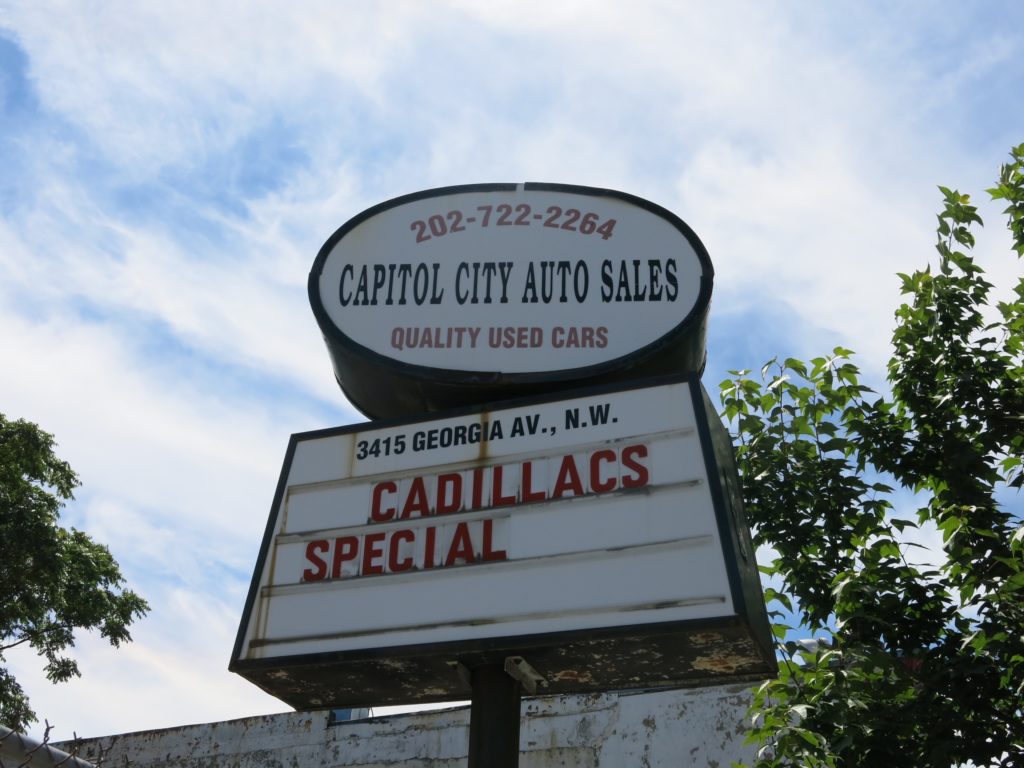 202-722-2264
CAPITOL CITY AUTO SALES
QUALITY USED CARS
3415 GEORGIA AV., N.W.
CADILLACS
SPECIAL